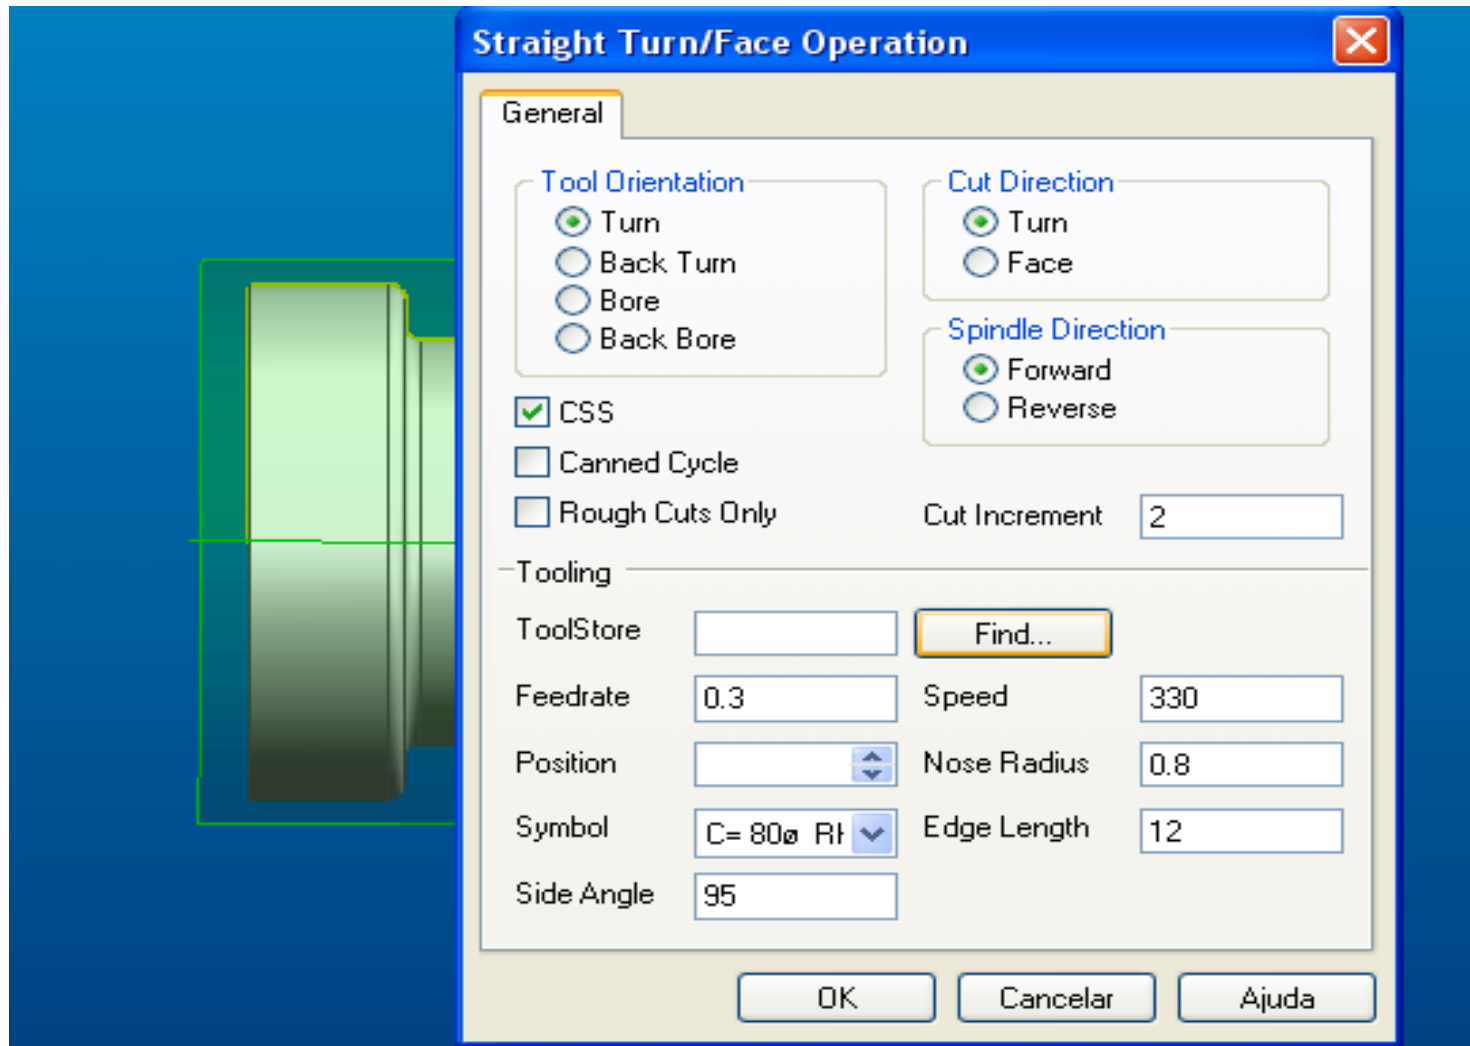 Straight Turn/Face Operation
General
Tool Orientation
Turn
Back Turn
Bore
Back Bore
Cut Direction
Turn
Face
Spindle Direction
Forward
Reverse
CSS
Canned Cycle
Rough Cuts Only
Cut Increment 2
Tooling
ToolStore Find...
Feedrate 0.3 Speed 330
Position Nose Radius 0.8
Symbol C= 80ø Edge Length 12
Side Angle 95
OK Cancelar Ajuda